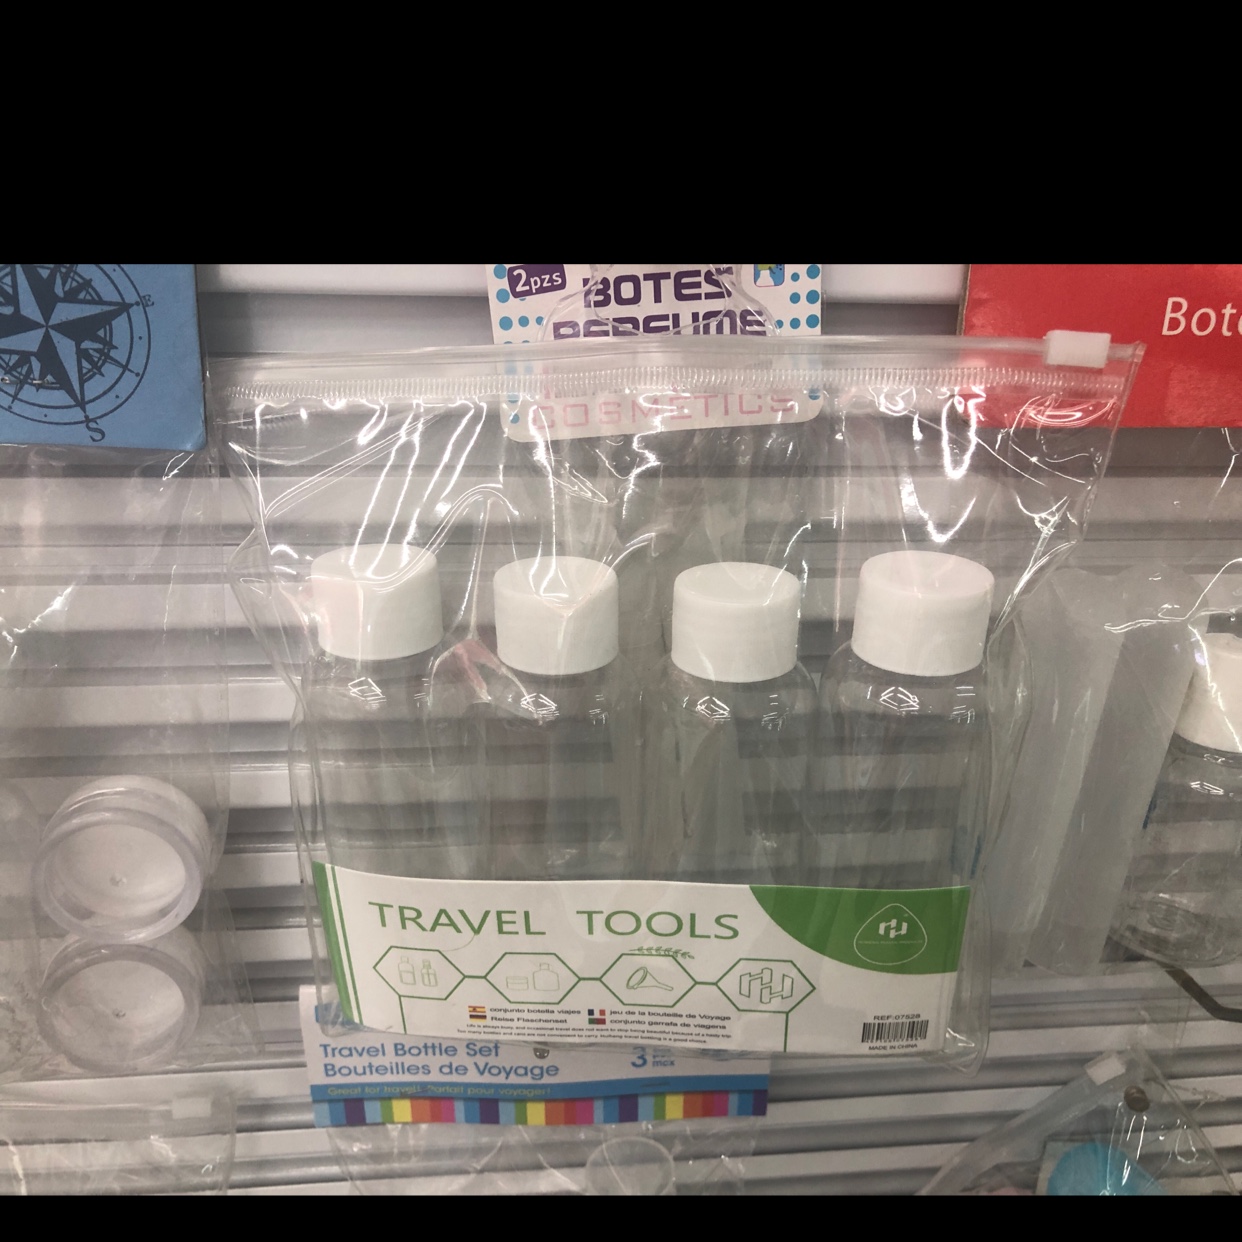 E
S
2pzs
BOTES
PERFUME
COSMETICS
Bote
TRAVEL TOOLS
conjunto botella viajes
jeu de la bouteille de Voyage
Reise Flaschenset
conjunto garrafa de viagens
REF:07528
MADE IN CHINA
Travel Bottle Set
Bouteilles de Voyage
3
mcx
Great for travel! Parfait pour voyager!